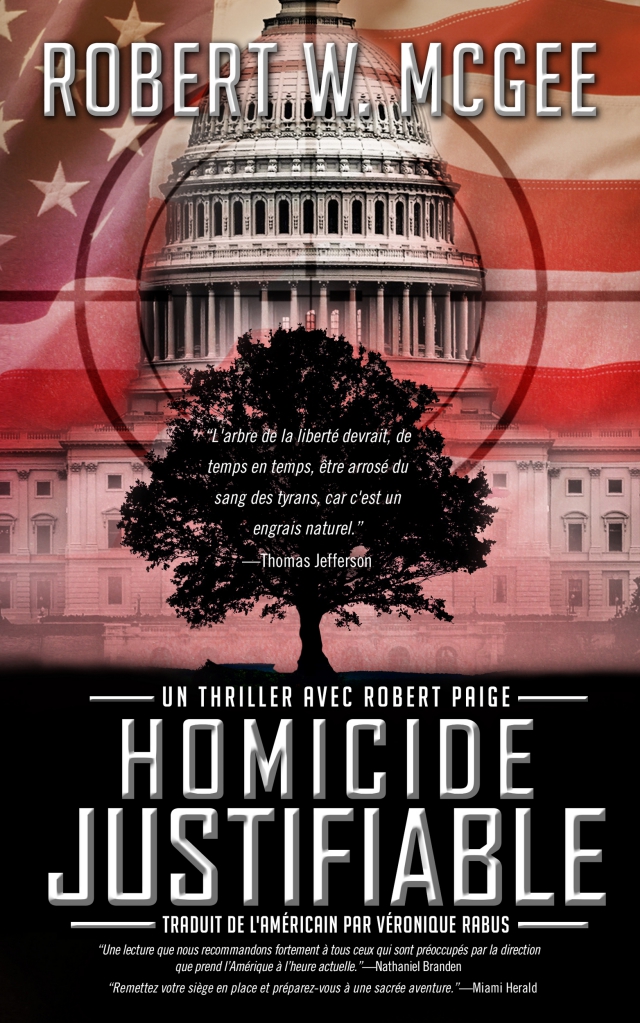 ROBERT W. MCGEE
“L'arbre de la liberté devrait, de
temps en temps, être arrosé du
sang des tyrans, car c'est un
engrais naturel.”
—Thomas Jefferson
UN THRILLER AVEC ROBERT PAIGE
HOMICIDE
JUSTIFIABLE
TRADUIT DE L'AMÉRICAIN PAR VÉRONIQUE RABUS
“Une lecture que nous recommandons fortement à tous ceux qui sont préoccupés par la direction
que prend l'Amérique à l'heure actuelle.”—Nathaniel Branden
“Remettez votre siège en place et préparez-vous à une sacrée aventure.”—Miami Herald